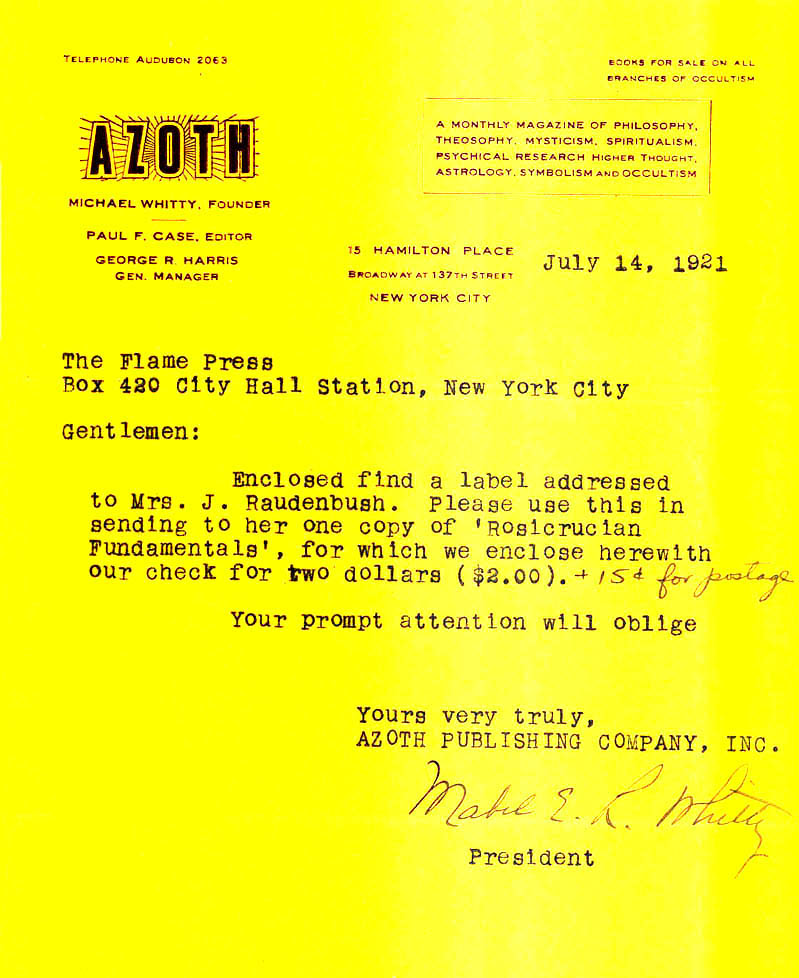 TELEPHONE AUDUBON 2063
BOOKS FOR SALE ON ALL
BRANCHES OF OCCULTISM
AZOTH
A MONTHLY MAGAZINE OF PHILOSOPHY,
THEOSOPHY, MYSTICISM, SPIRITUALISM,
PSYCHICAL RESEARCH HIGHER THOUGHT,
ASTROLOGY, SYMBOLISM AND OCCULTISM
MICHAEL WHITTY, FOUNDER
PAUL F. CASE, EDITOR
GEORGE R. HARRIS
GEN. MANAGER
15 HAMILTON PLACE
BROADWAY AT 137TH STREET
NEW YORK CITY
July 14, 1921
The Flame Press
Box 420 City Hall Station, New York City
Gentlemen:
Enclosed find a label addressed
to Mrs. J. Raudenbush. Please use this in
sending to her one copy of 'Rosicrucian
Fundamentals', for which we enclose herewith
our check for two dollars ($2.00). + 15¢ for postage
Your prompt attention will oblige
Yours very truly,
AZOTH PUBLISHING COMPANY, INC.
Mabel E. R. Whitty
President